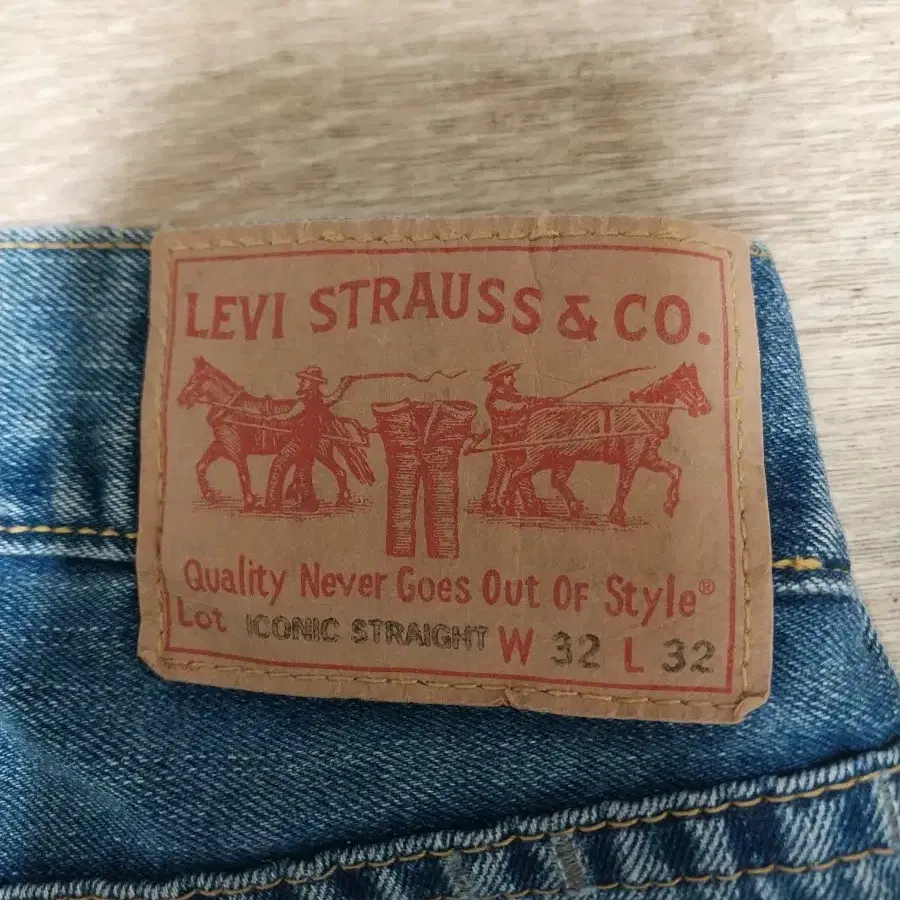 LEVI STRAUSS & CO.
Quality Never Goes Out Of Style®
Lot ICONIC STRAIGHT W 32 L 32